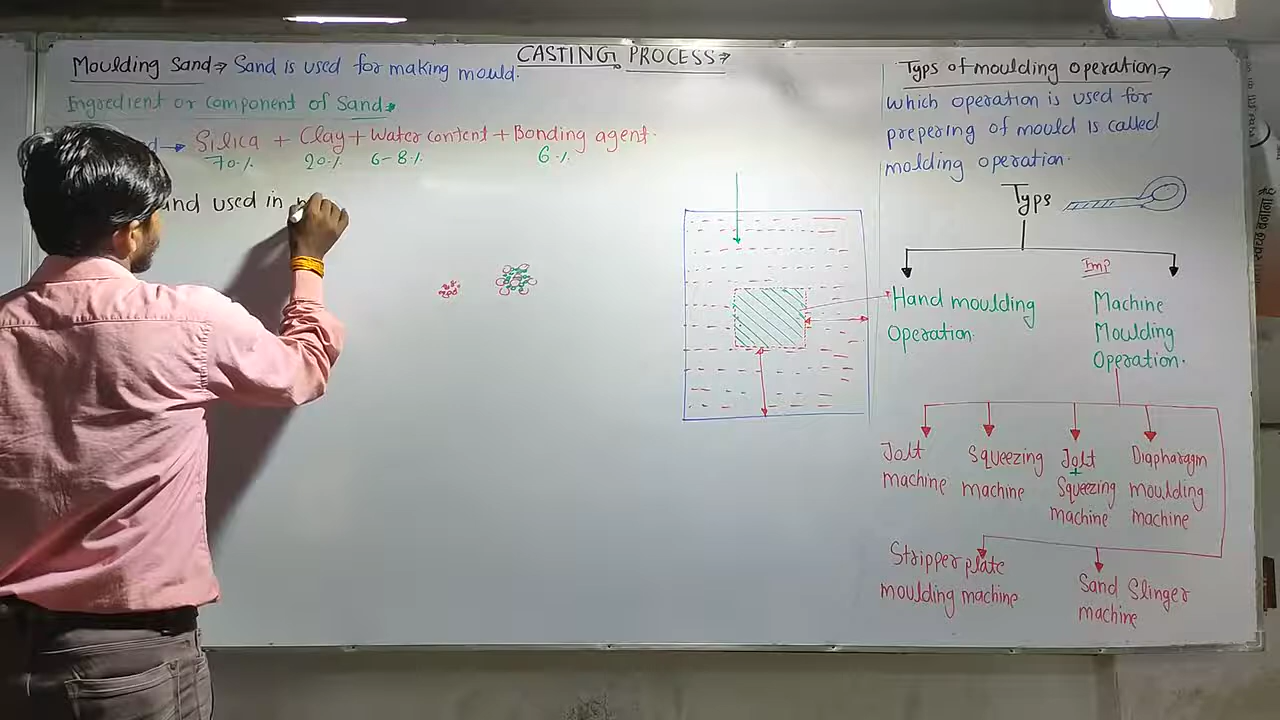 CASTING PROCESS
Moulding Sand Sand is used for making mould.
Ingredient or component of Sand
Silica + Clay + Water content + Bonding agent.
70% 20% 6-8% 6%
used in
Typs of moulding operation
Which operation is used for
prepering of mould is called
molding operation.
Typs
Imp
Hand moulding
Operation.
Machine
Moulding
Operation.
Jolt
machine
Squeezing
machine
Jolt
+
Squeezing
machine
Diapharagm
moulding
machine
Stripper plate
moulding machine
Sand Slinger
machine